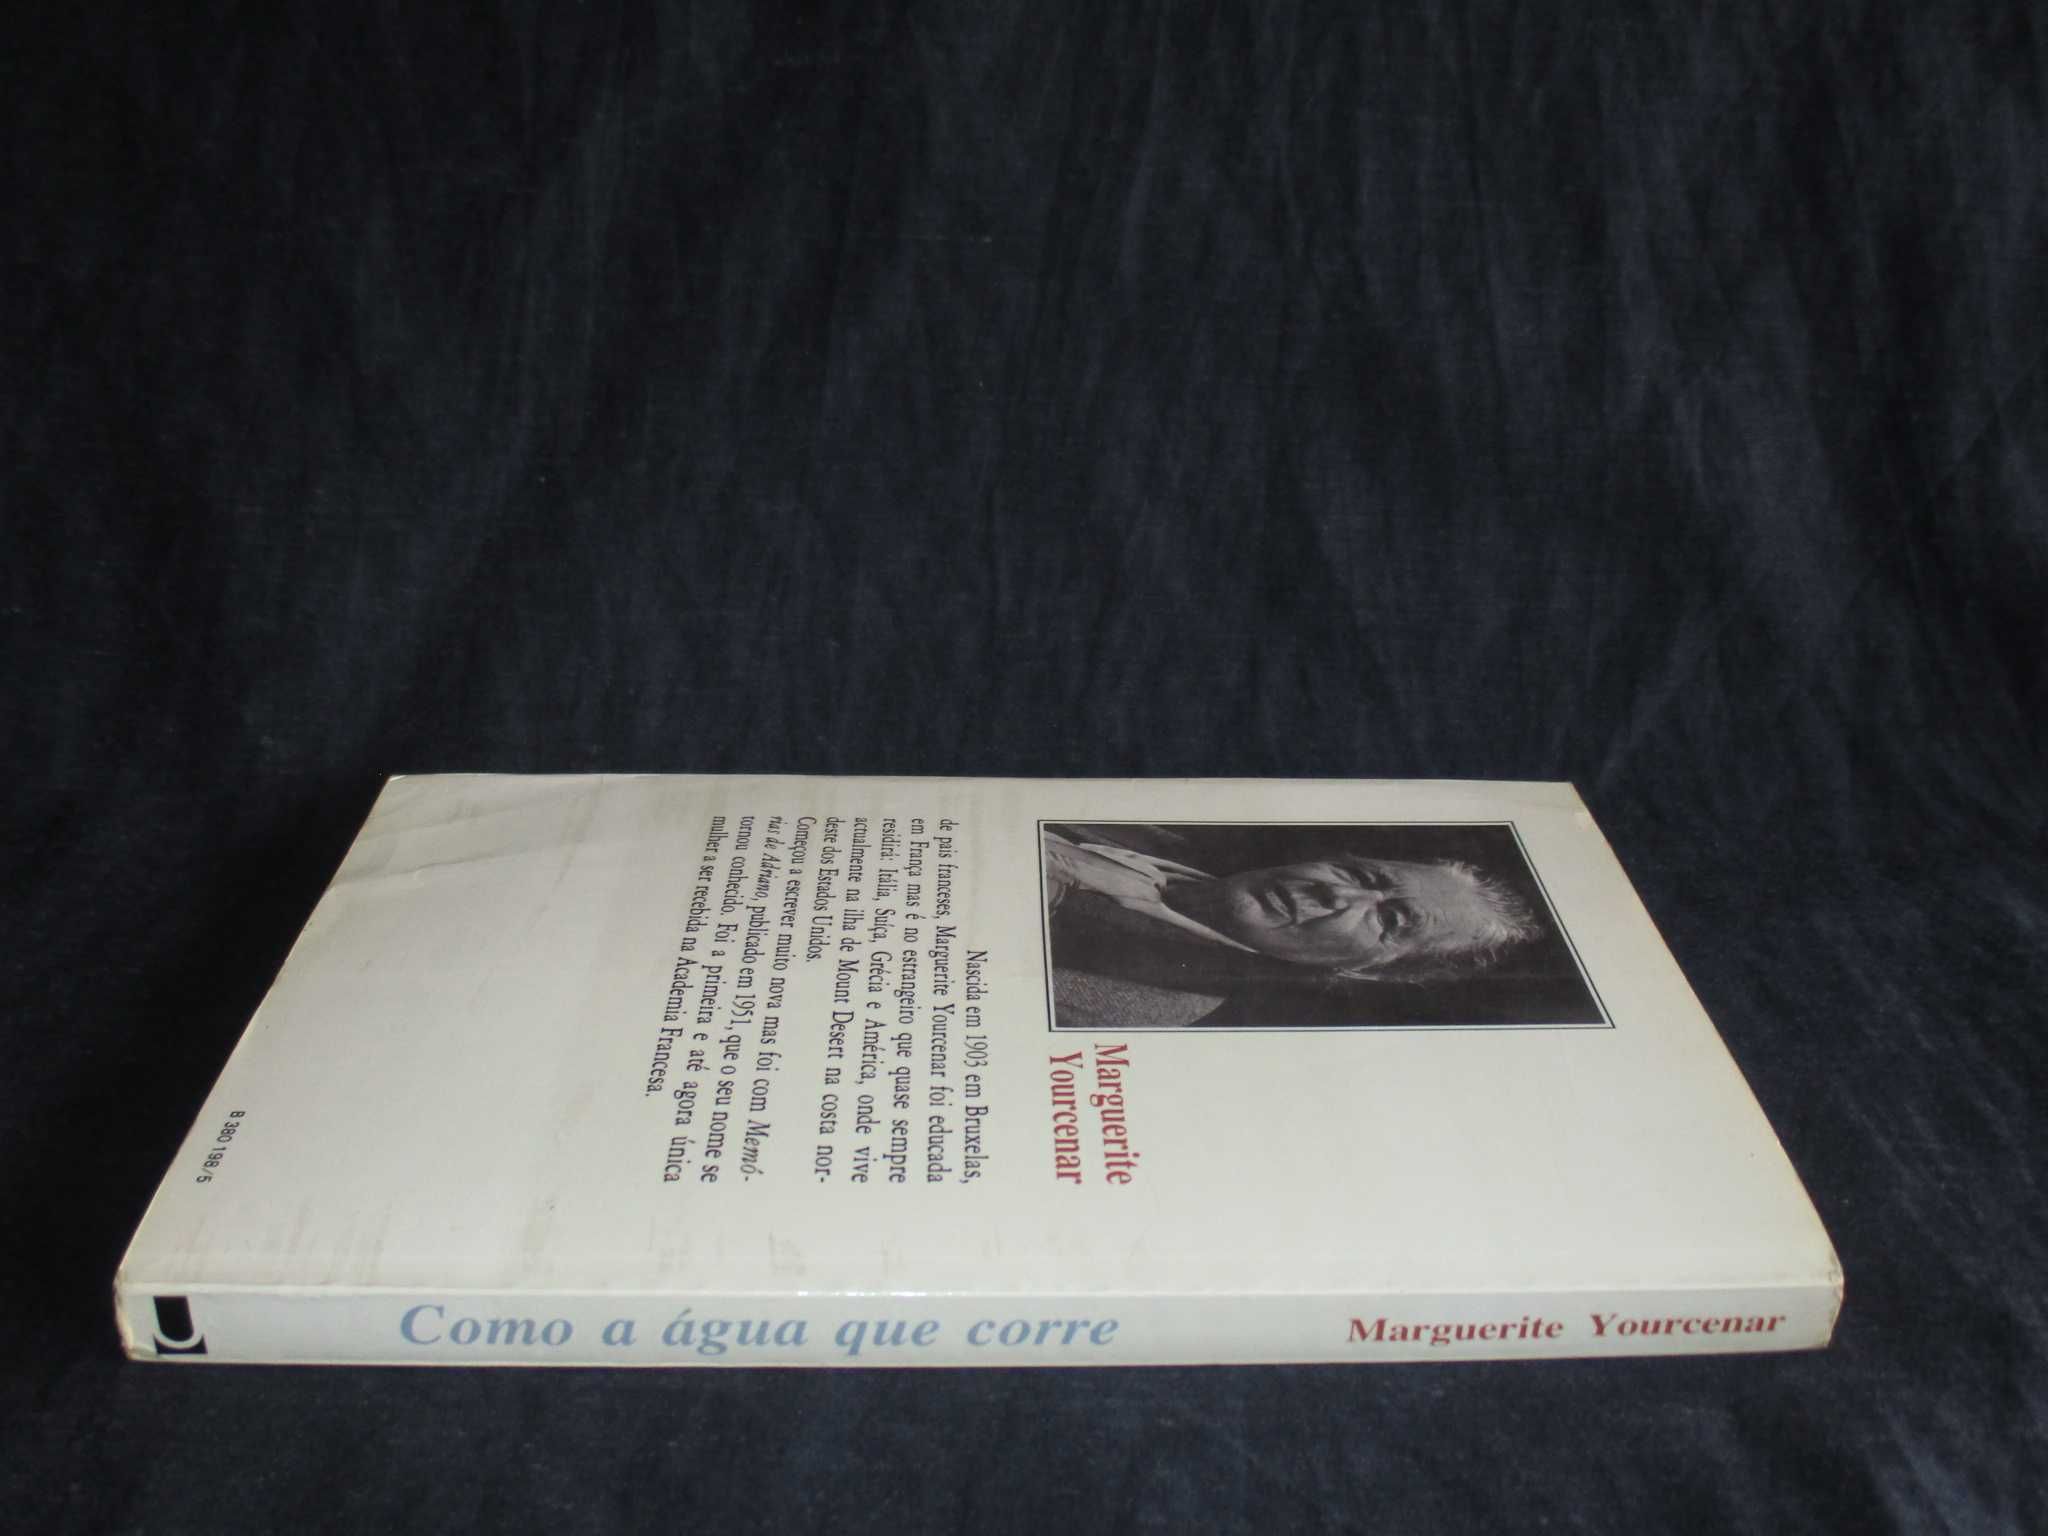 Marguerite
Yourcenar
Nascida em 1903 em Bruxelas,
de pais franceses, Marguerite Yourcenar foi educada
em França mas é no estrangeiro que quase sempre
residirá: Itália, Suíça, Grécia e América, onde vive
actualmente na ilha de Mount Desert na costa nor-
deste dos Estados Unidos.
Começou a escrever muito nova mas foi com Memó-
rias de Adriano, publicado em 1951, que o seu nome se
tornou conhecido. Foi a primeira e até agora única
mulher a ser recebida na Academia Francesa.
B 380 198/5
Como a água que corre
Marguerite Yourcenar